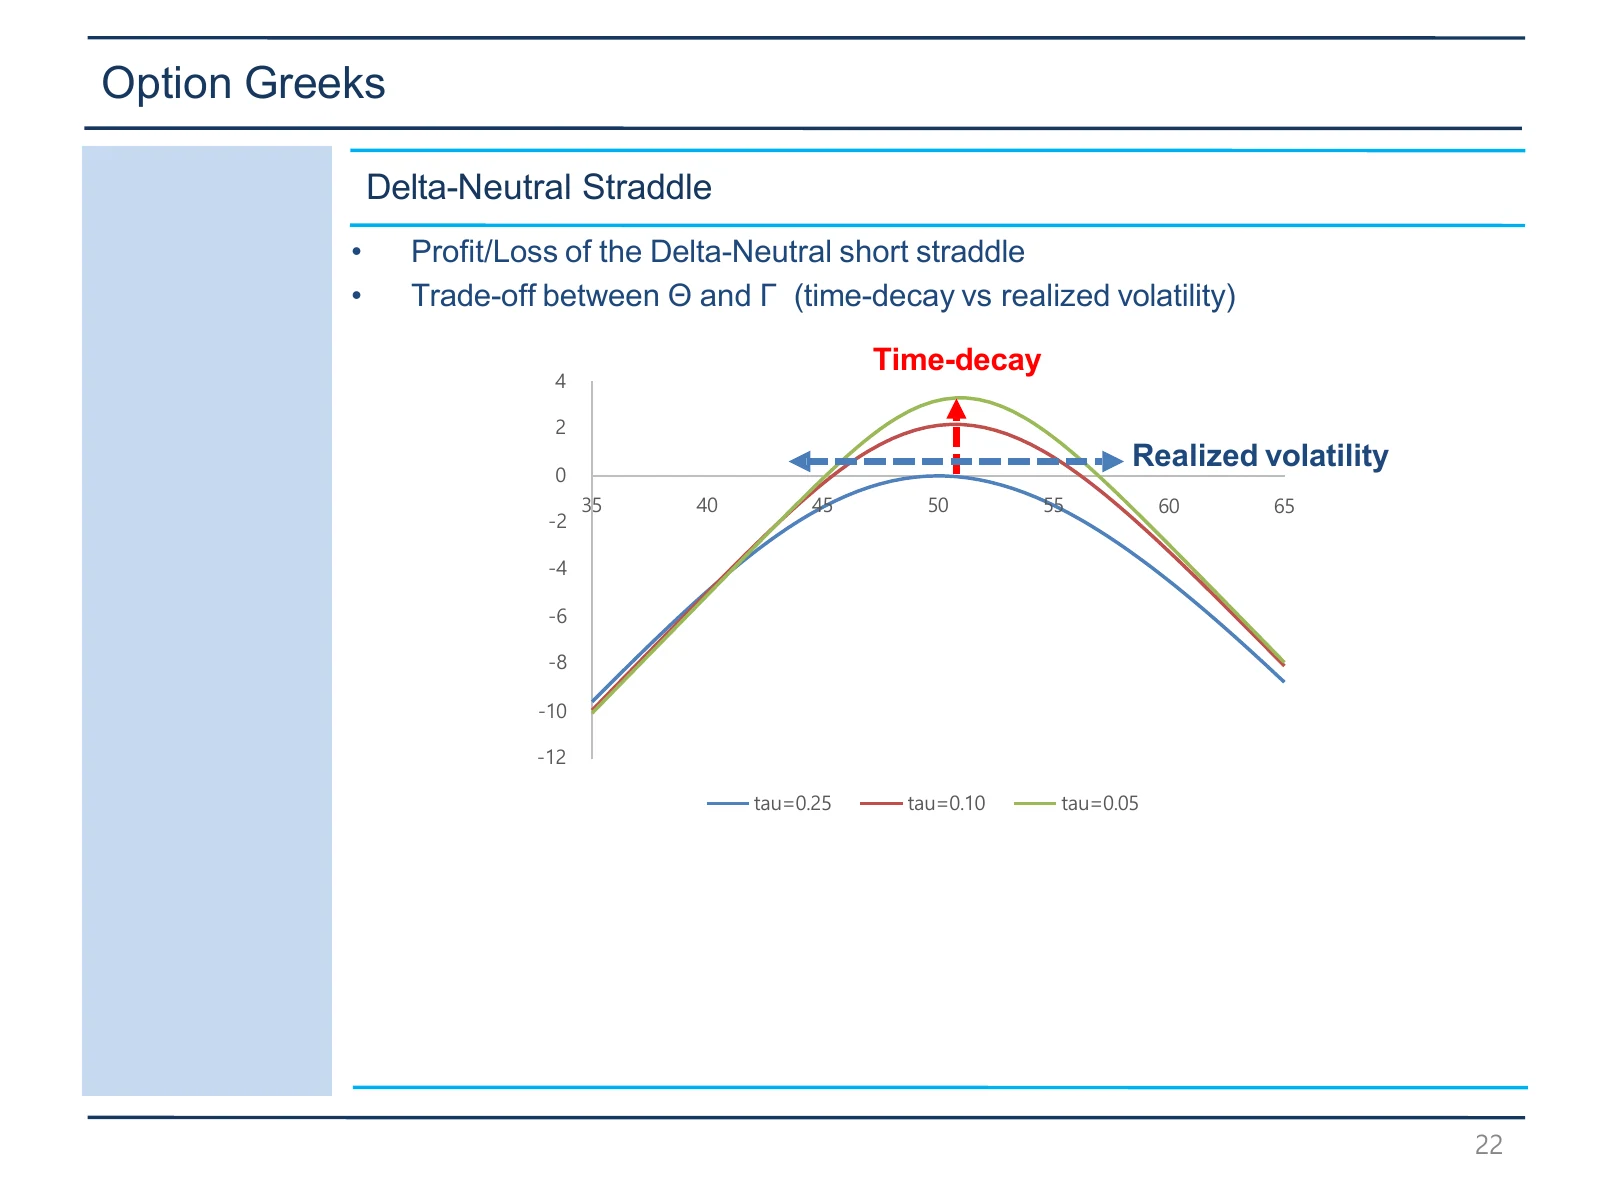 Option Greeks
Delta-Neutral Straddle
• Profit/Loss of the Delta-Neutral short straddle
• Trade-off between Θ and Γ (time-decay vs realized volatility)
Time-decay
Realized volatility
4
2
0
-2
-4
-6
-8
-10
-12
35 40 45 50 55 60 65
tau=0.25 tau=0.10 tau=0.05
22